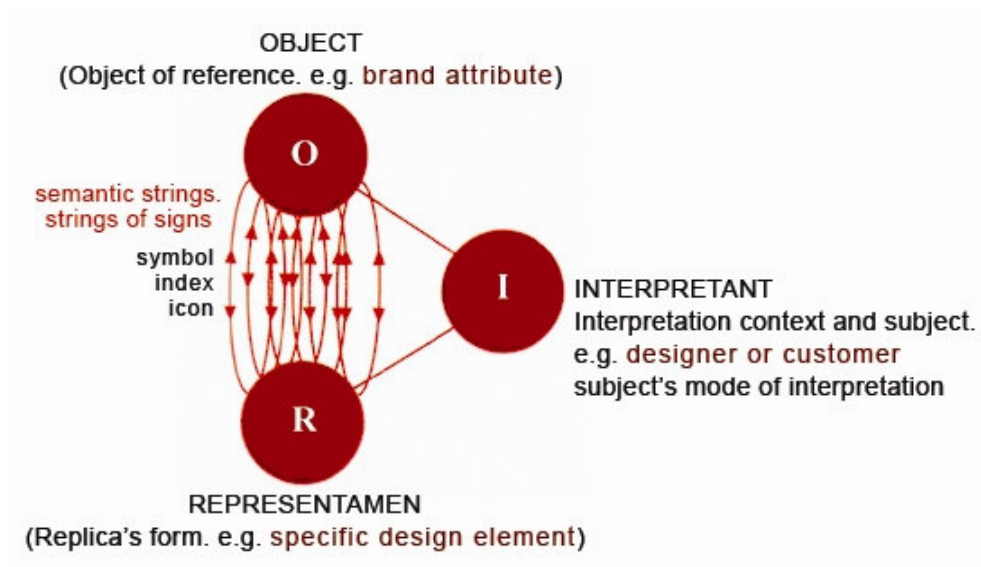 OBJECT
(Object of reference. e.g. brand attribute)
O
semantic strings.
strings of signs
symbol
index
icon
I
INTERPRETANT
Interpretation context and subject.
e.g. designer or customer
subject's mode of interpretation
R
REPRESENTAMEN
(Replica's form. e.g. specific design element)